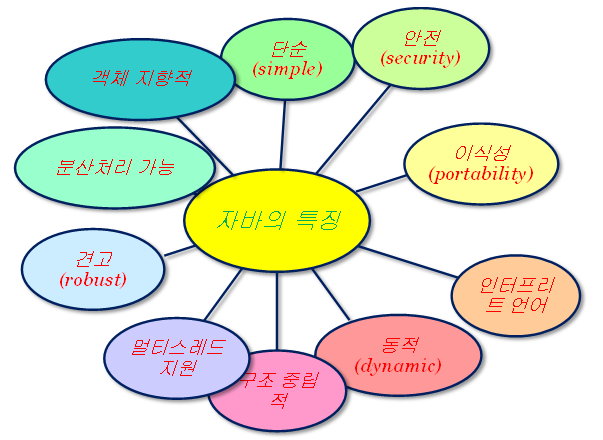 단순
(simple)
안전
(security)
객체 지향적
이식성
(portability)
분산처리 가능
자바의 특징
견고
(robust)
인터프리
트 언어
멀티스레드
지원
동적
(dynamic)
구조 중립
적